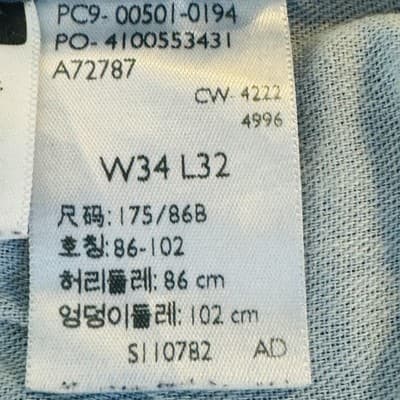 PC9- 00501-0194
PO- 4100553431
A72787
CW- 4222
4996
W34 L32
尺码: 175/86B
호칭: 86-102
허리둘레: 86 cm
엉덩이둘레: 102 cm
S110782 AD